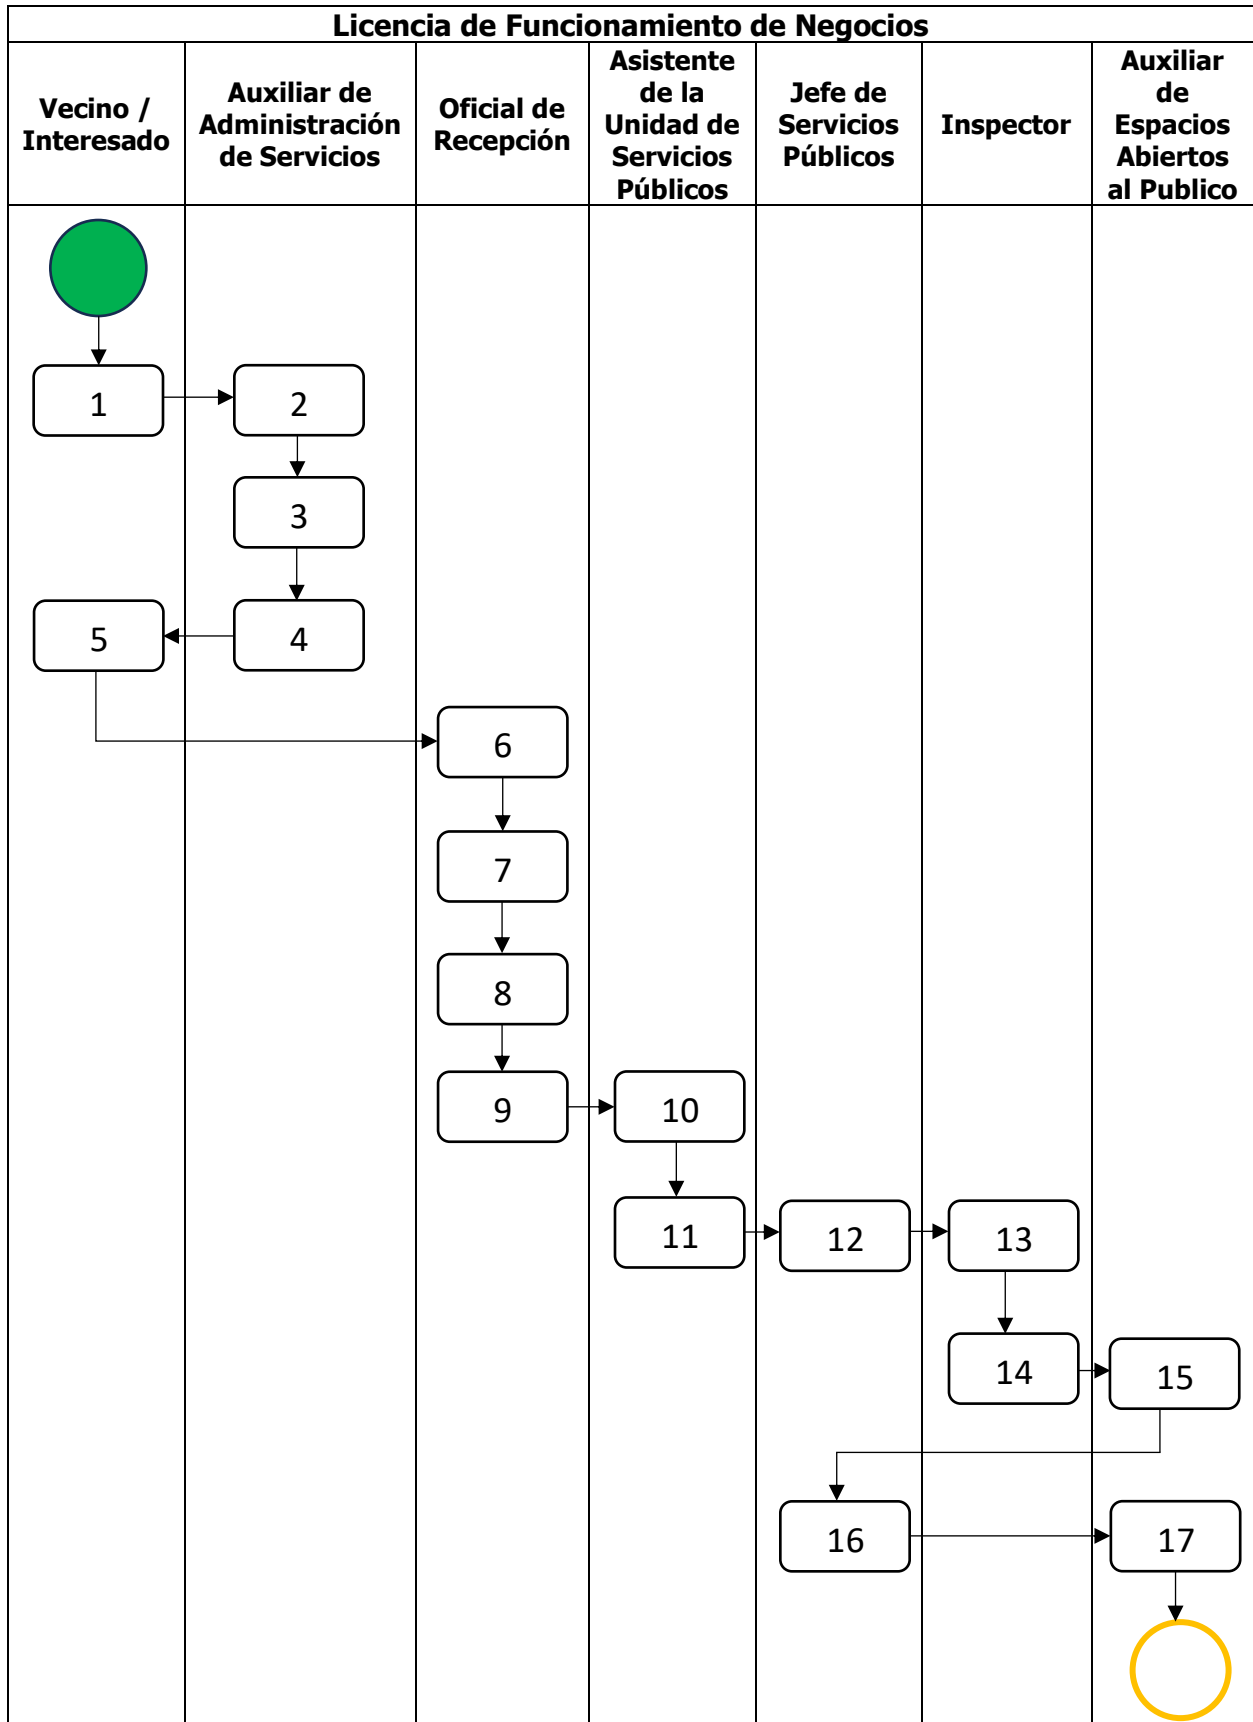 Licencia de Funcionamiento de Negocios
Vecino /
Interesado
Auxiliar de
Administración
de Servicios
Oficial de
Recepción
Asistente
de la
Unidad de
Servicios
Públicos
Jefe de
Servicios
Públicos
Inspector
Auxiliar
de
Espacios
Abiertos
al Publico
1
2
3
5
4
6
7
8
9
10
11
12
13
14
15
16
17